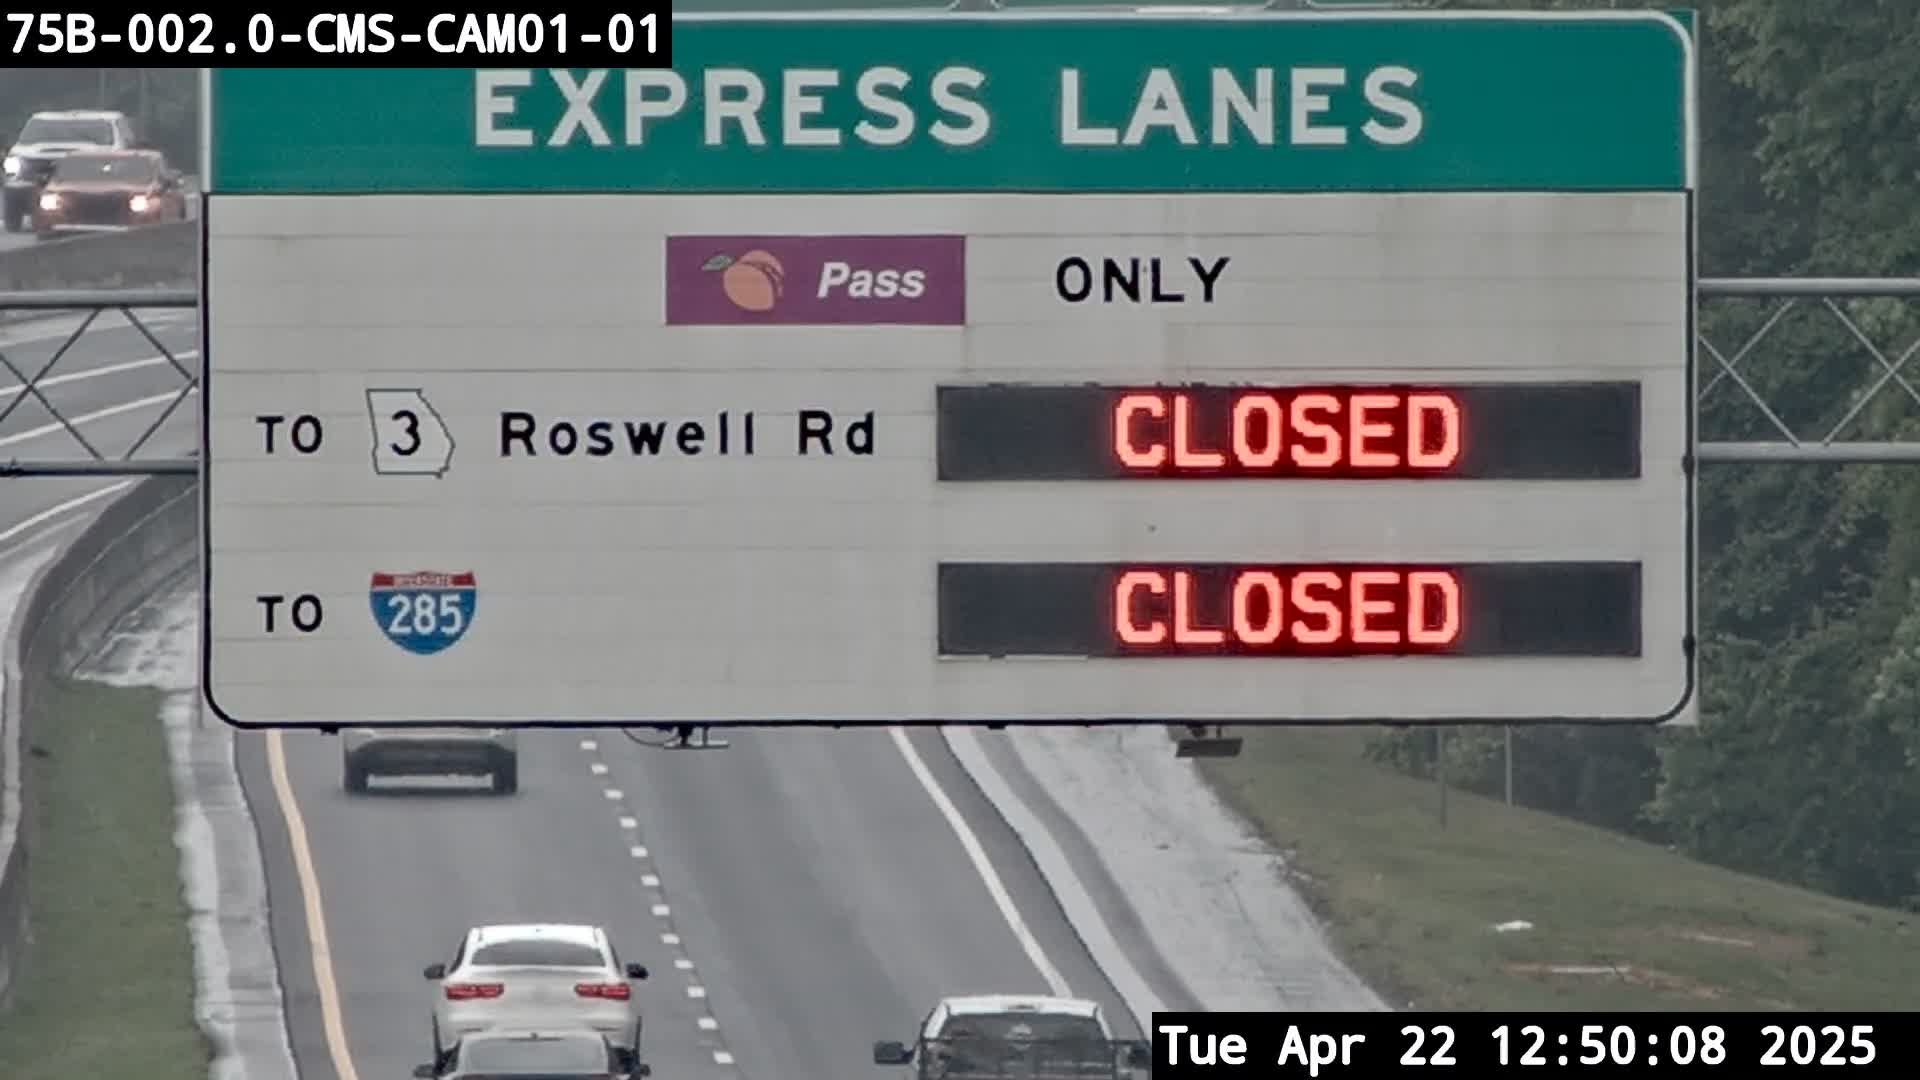 75B-002.0-CMS-CAM01-01
EXPRESS LANES
Pass ONLY
TO 3 Roswell Rd CLOSED
INTERSTATE
TO 285 CLOSED
Tue Apr 22 12:50:08 2025